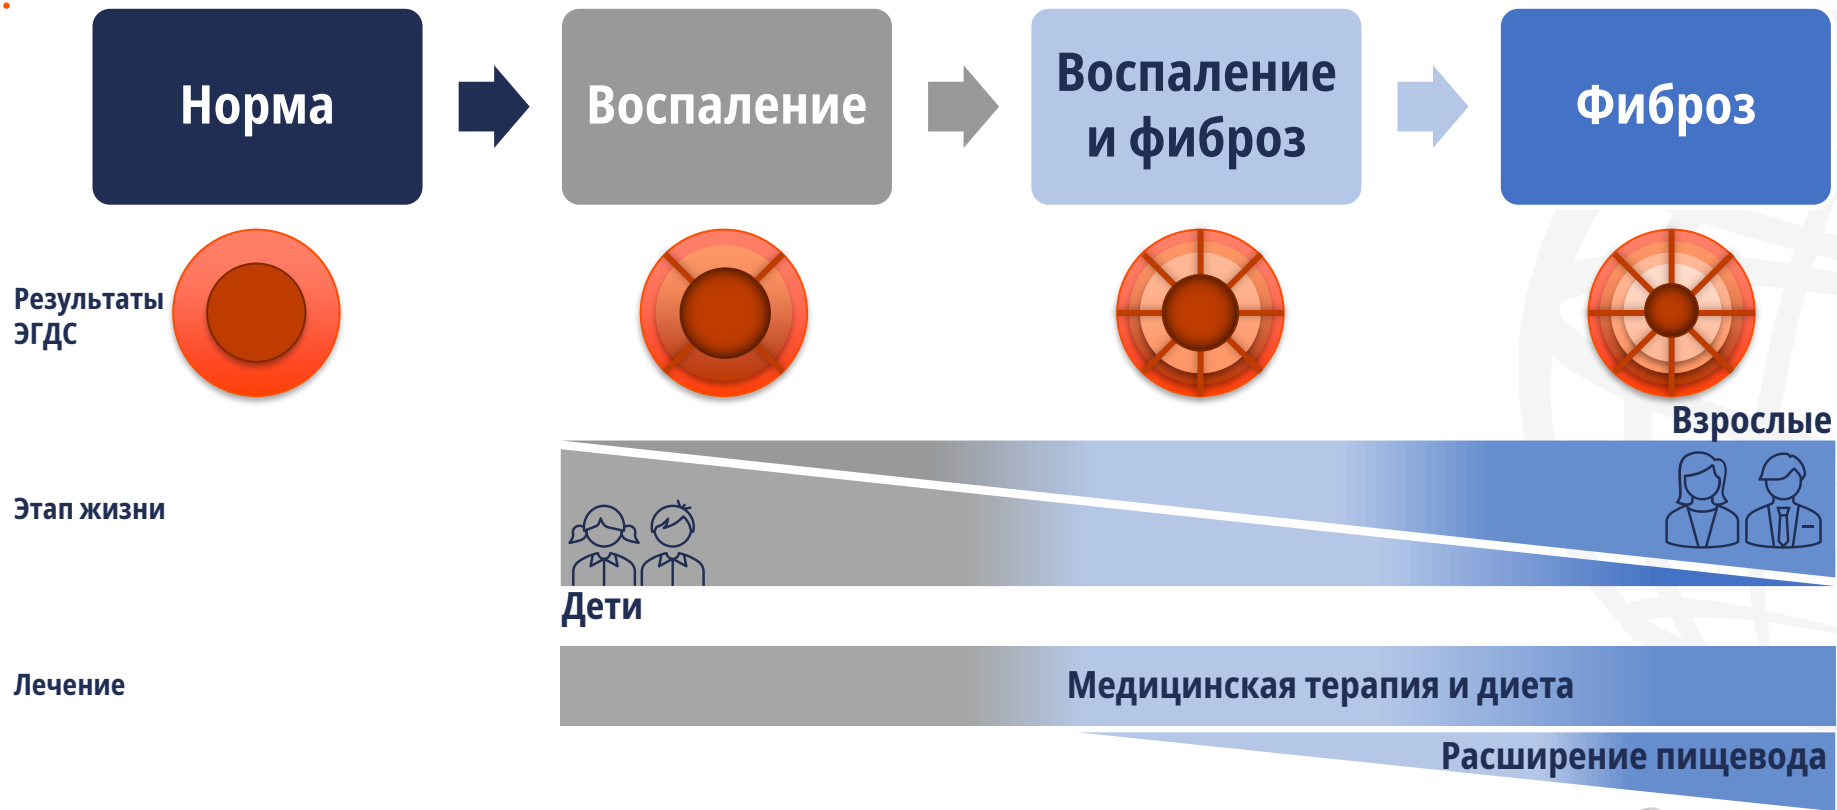 Норма
Воспаление
Воспаление
и фиброз
Фиброз
Результаты
ЭГДС
Взрослые
Этап жизни
Дети
Лечение
Медицинская терапия и диета
Расширение пищевода